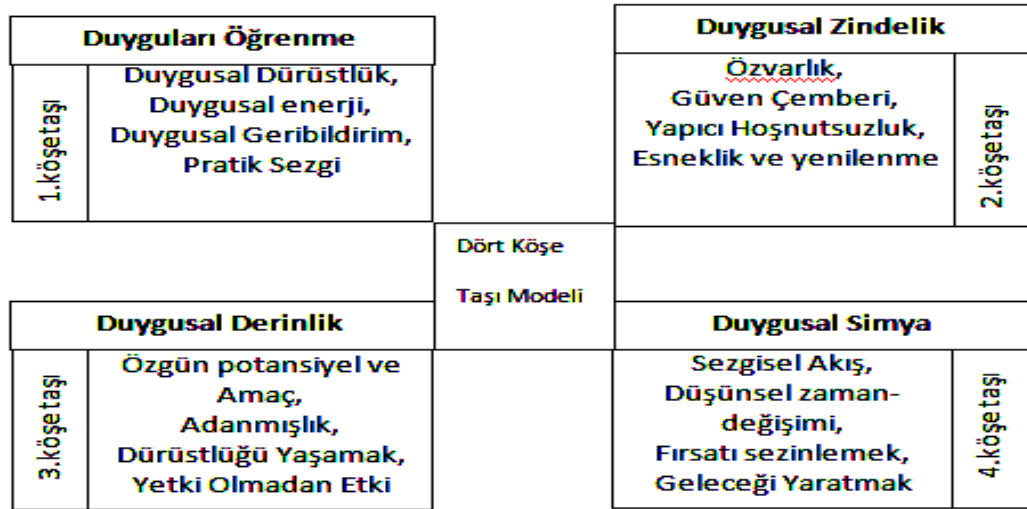 Duyguları Öğrenme
1.köşetaşı
Duygusal Dürüstlük,
Duygusal enerji,
Duygusal Geribildirim,
Pratik Sezgi
Duygusal Zindelik
Özvarlık,
Güven Çemberi,
Yapıcı Hoşnutsuzluk,
Esneklik ve yenilenme
2.köşetaşı
Dört Köşe
Taşı Modeli
Duygusal Derinlik
3.köşetaşı
Özgün potansiyel ve
Amaç,
Adanmışlık,
Dürüstlüğü Yaşamak,
Yetki Olmadan Etki
Duygusal Simya
Sezgisel Akış,
Düşünsel zaman-
değişimi,
Fırsatı sezinlemek,
Geleceği Yaratmak
4.köşetaşı